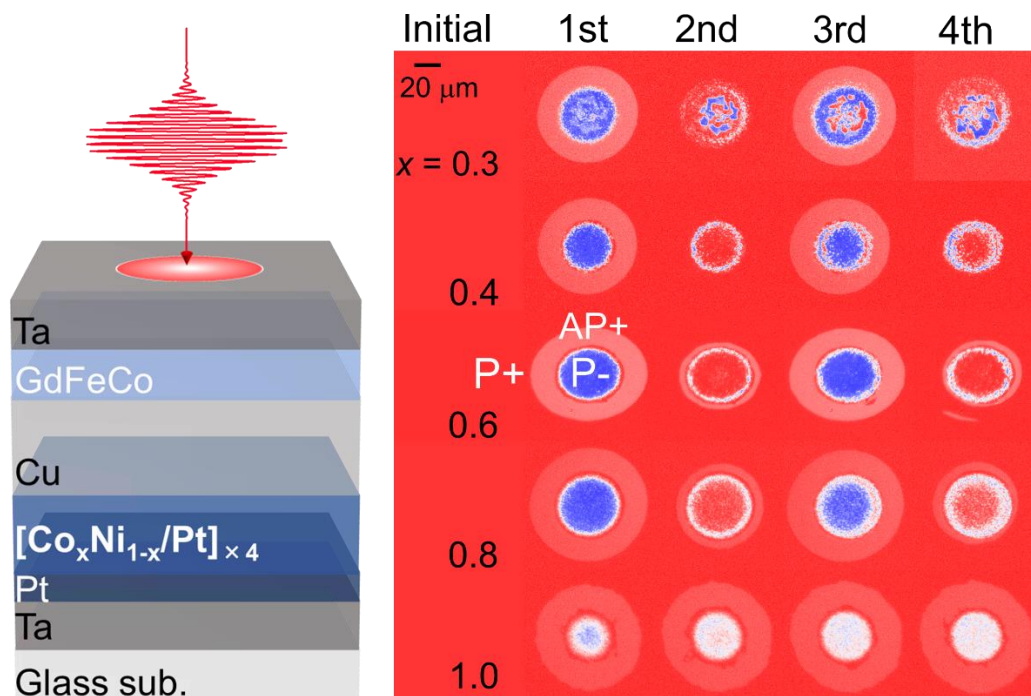 Ta
GdFeCo
Cu
[CoₓNi₁₋ₓ/Pt] × 4
Pt
Ta
Glass sub.
Initial 1st 2nd 3rd 4th
20 μm
x = 0.3
0.4
AP+
P+ P-
0.6
0.8
1.0